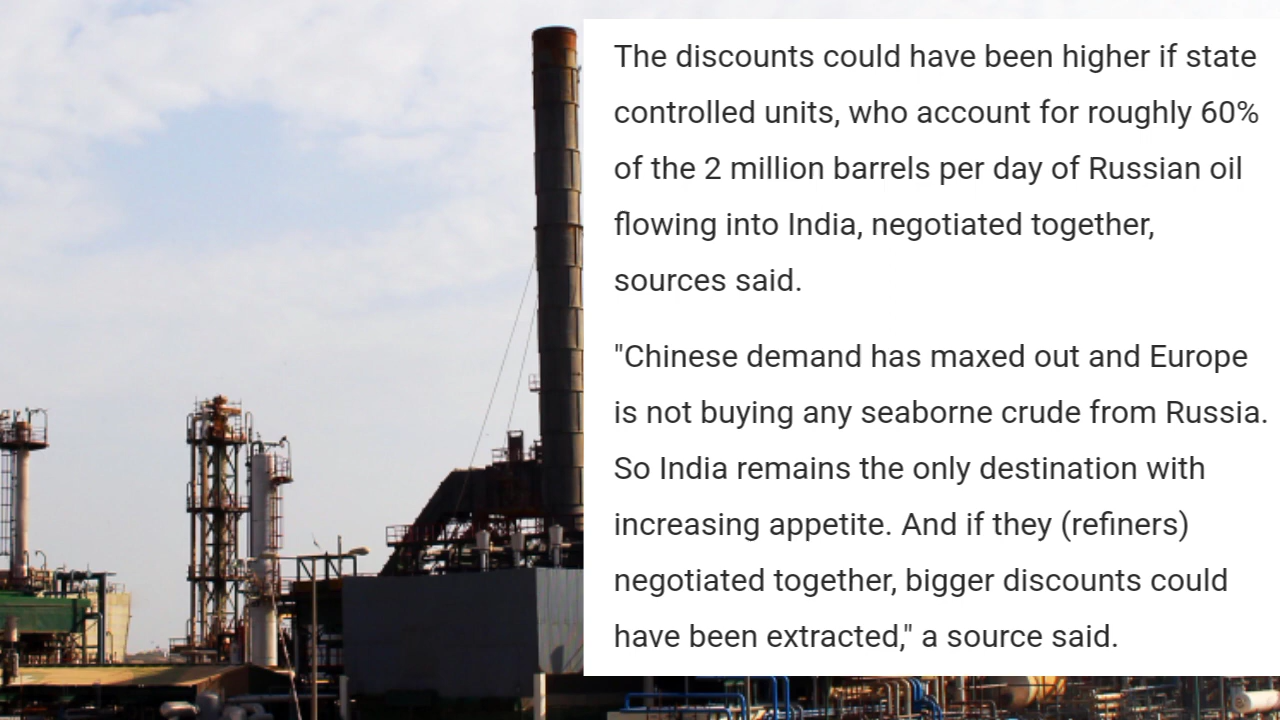 The discounts could have been higher if state
controlled units, who account for roughly 60%
of the 2 million barrels per day of Russian oil
flowing into India, negotiated together,
sources said.
"Chinese demand has maxed out and Europe
is not buying any seaborne crude from Russia.
So India remains the only destination with
increasing appetite. And if they (refiners)
negotiated together, bigger discounts could
have been extracted," a source said.